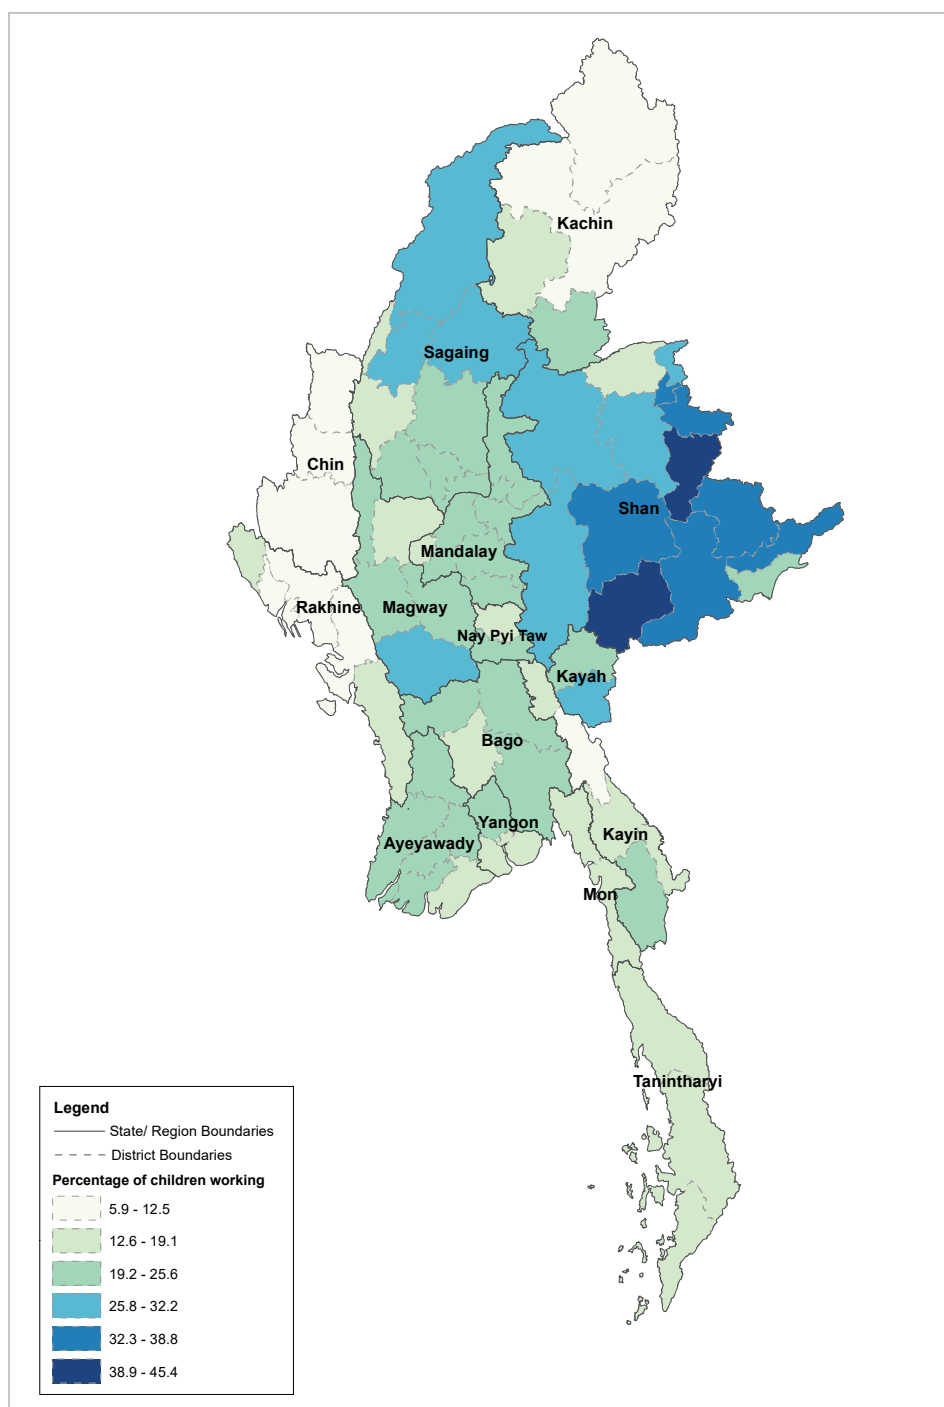 Kachin
Sagaing
Chin
Shan
Mandalay
Rakhine
Magway
Nay Pyi Taw
Kayah
Bago
Yangon
Kayin
Ayeyawady
Mon
Tanintharyi
Legend
State/ Region Boundaries
District Boundaries
Percentage of children working
5.9 - 12.5
12.6 - 19.1
19.2 - 25.6
25.8 - 32.2
32.3 - 38.8
38.9 - 45.4